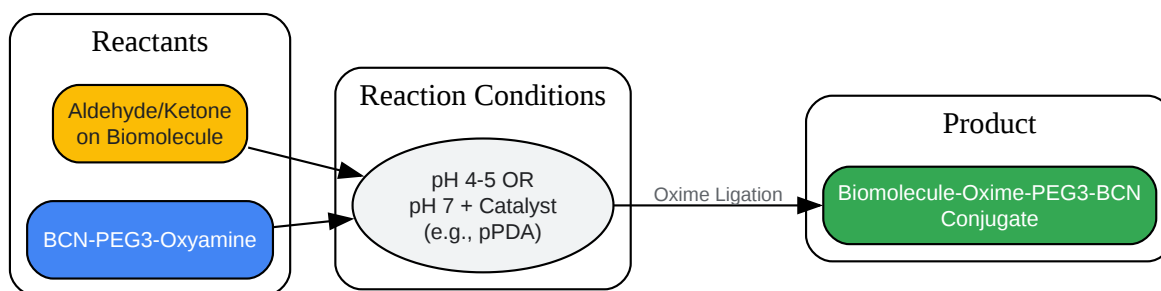 Reactants
Aldehyde/Ketone
on Biomolecule
BCN-PEG3-Oxyamine
Reaction Conditions
pH 4-5 OR
pH 7 + Catalyst
(e.g., pPDA)
Oxime Ligation
Product
Biomolecule-Oxime-PEG3-BCN
Conjugate